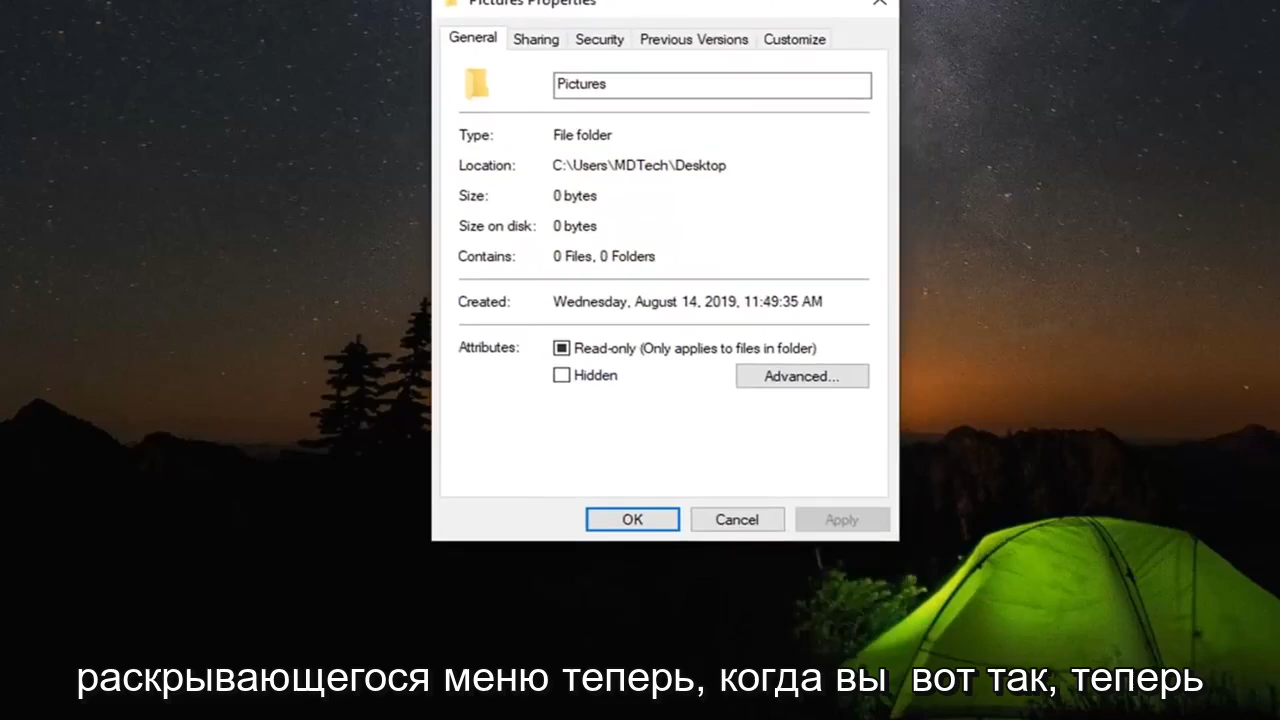 Pictures Properties
General Sharing Security Previous Versions Customize
Pictures
Type: File folder
Location: C:\Users\MDTech\Desktop
Size: 0 bytes
Size on disk: 0 bytes
Contains: 0 Files, 0 Folders
Created: Wednesday, August 14, 2019, 11:49:35 AM
Attributes: Read-only (Only applies to files in folder)
Hidden Advanced...
OK Cancel Apply
раскрывающегося меню теперь, когда вы вот так, теперь